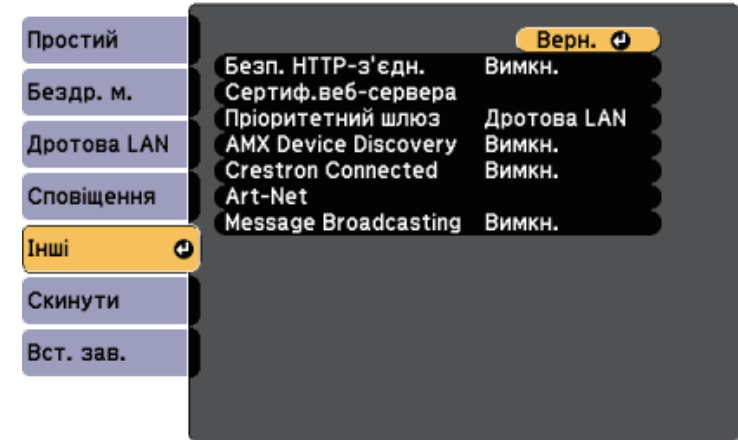 Простий
Бездр. м.
Дротова LAN
Сповіщення
Інші
Скинути
Вст. зав.
Верн.
Безп. HTTP-з'єдн. Вимкн.
Сертиф.веб-сервера
Пріоритетний шлюз Дротова LAN
AMX Device Discovery Вимкн.
Crestron Connected Вимкн.
Art-Net
Message Broadcasting Вимкн.